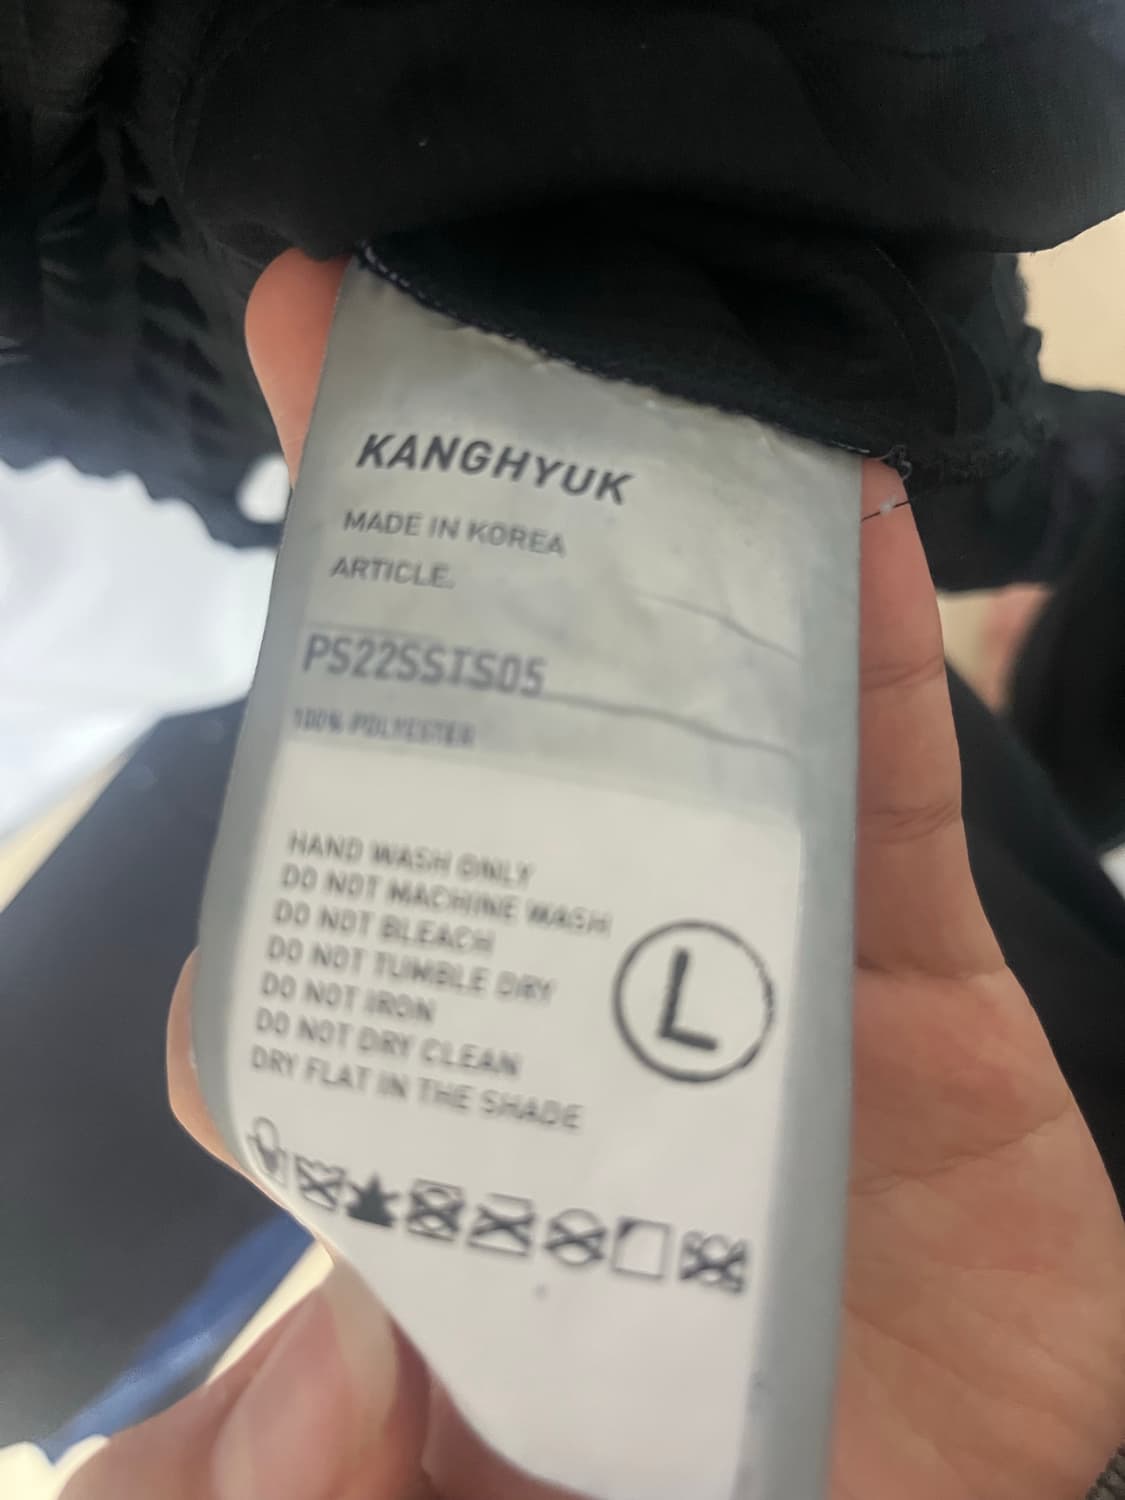 KANGHYUK
MADE IN KOREA
ARTICLE.
PS22SSTS05
100% POLYESTER
HAND WASH ONLY
DO NOT MACHINE WASH
DO NOT BLEACH
DO NOT TUMBLE DRY
DO NOT IRON
DO NOT DRY CLEAN
DRY FLAT IN THE SHADE
L